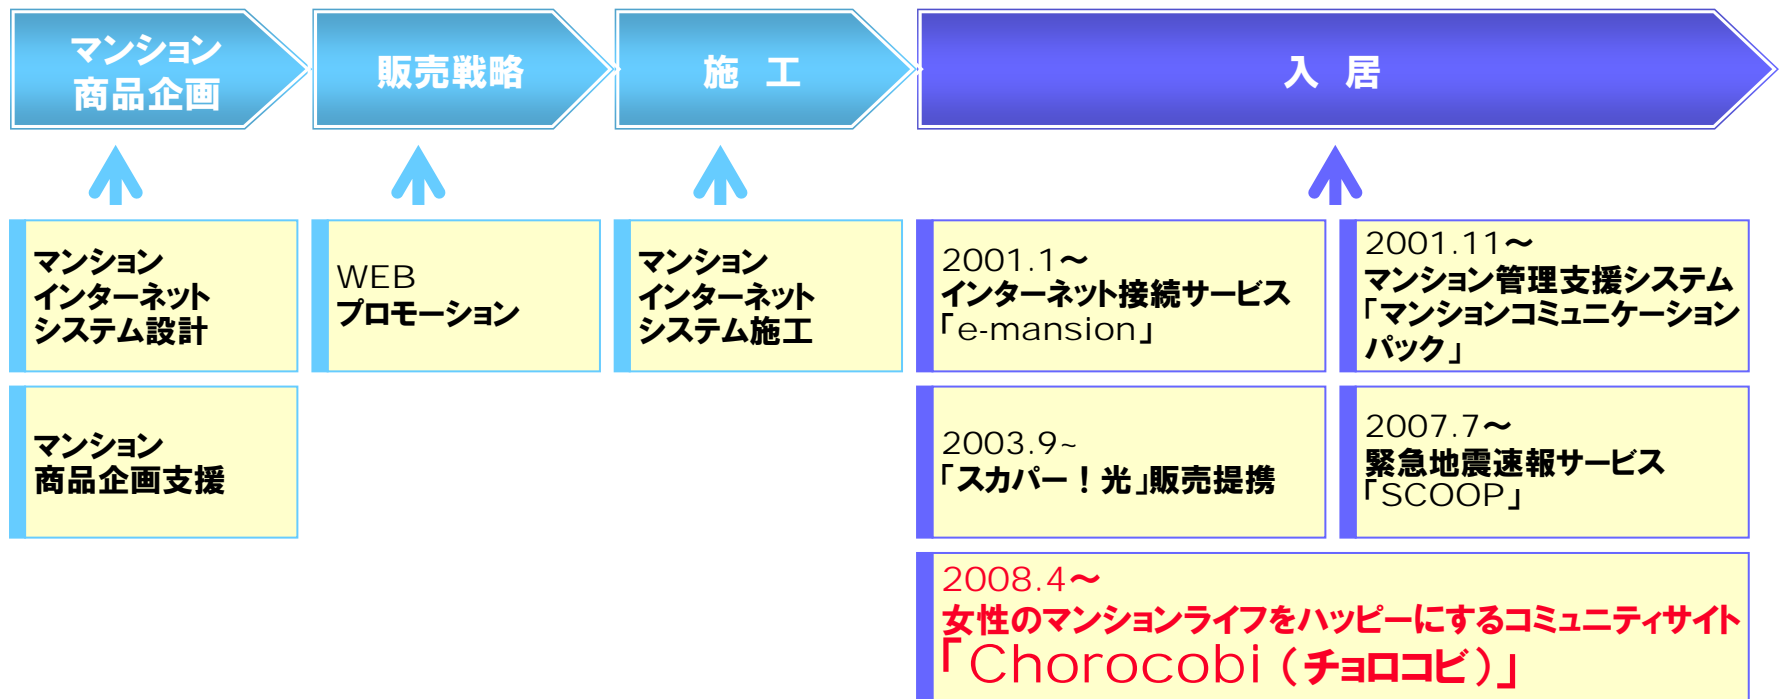 マンション
商品企画
販売戦略
施 工
入 居
マンション
インターネット
システム設計
WEB
プロモーション
マンション
インターネット
システム施工
2001.1～
インターネット接続サービス
「e-mansion」
2001.11～
マンション管理支援システム
「マンションコミュニケーション
パック」
マンション
商品企画支援
2003.9~
「スカパー！光」販売提携
2007.7～
緊急地震速報サービス
「SCOOP」
2008.4～
女性のマンションライフをハッピーにするコミュニティサイト
「Chorocobi（チョロコビ）」